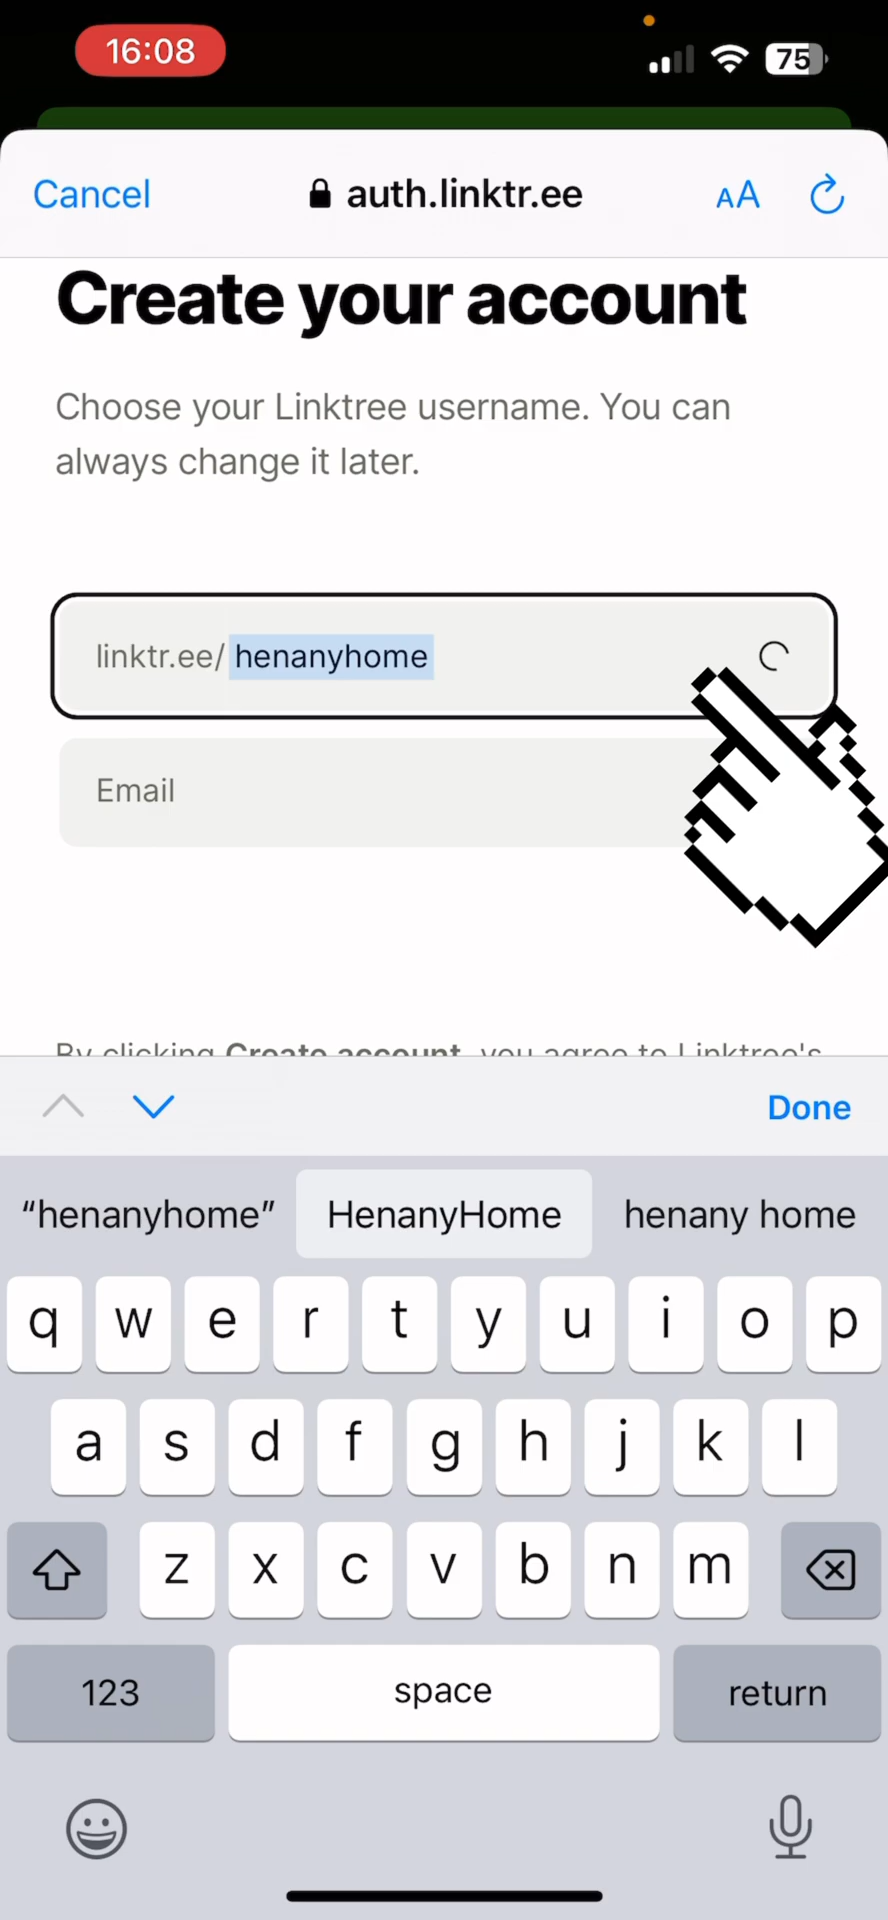 16:08
75
Cancel
auth.linktr.ee
AA
Create your account
Choose your Linktree username. You can
always change it later.
linktr.ee/henanyhome
Email
By clicking Create account, you agree to Linktree's
Done
“henanyhome”
HenanyHome
henany home
q w e r t y u i o p
a s d f g h j k l
z x c v b n m
123
space
return